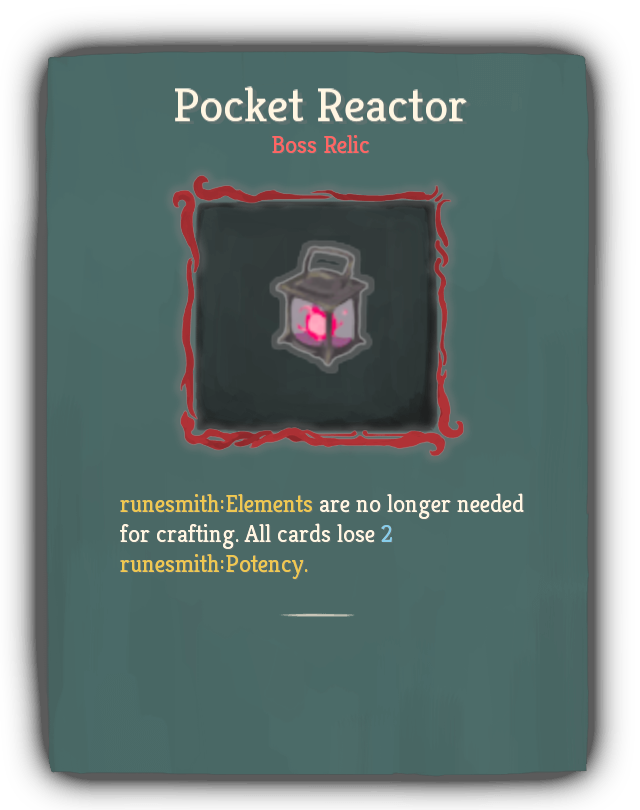 Pocket Reactor
Boss Relic
runesmith:Elements are no longer needed
for crafting. All cards lose 2
runesmith:Potency.